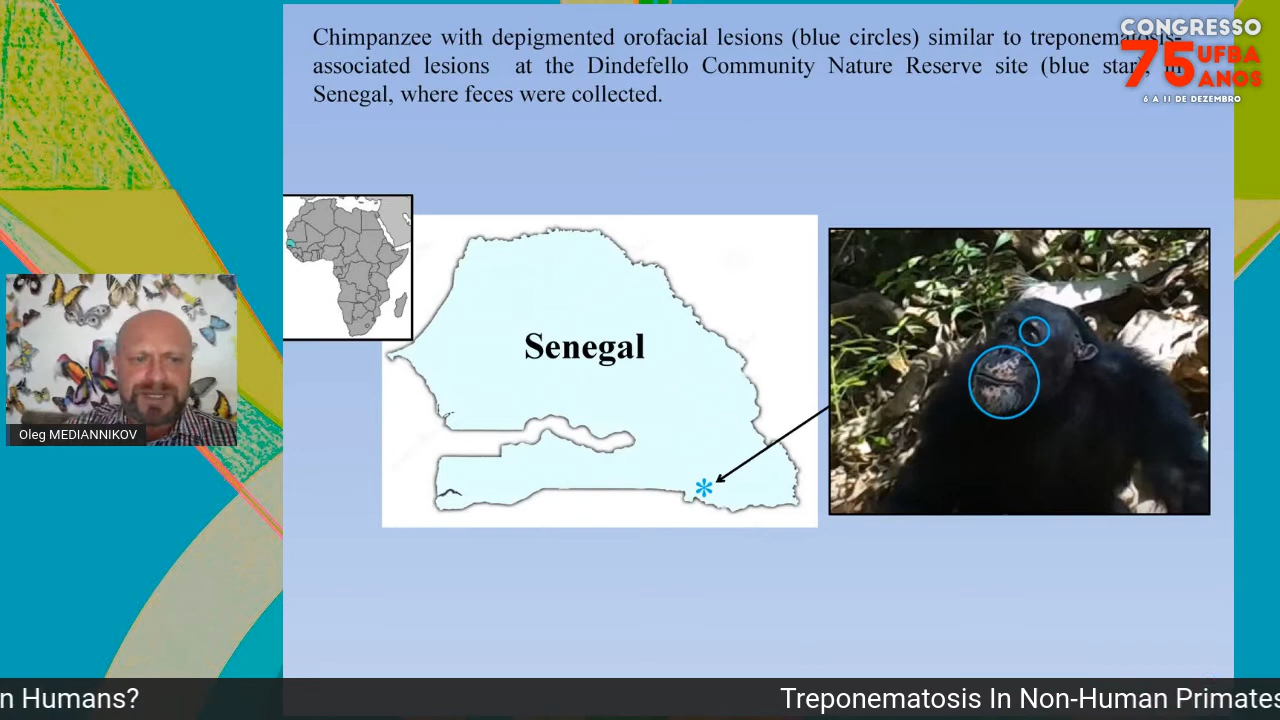 Chimpanzee with depigmented orofacial lesions (blue circles) similar to
associated lesions at the Dindefello Community Nature Reserve site (blue
Senegal, where feces were collected.
CONGRESSO
75 UFBA
ANOS
6 A 11 DE DEZEMBRO
Senegal
*
Oleg MEDIANNIKOV
n Humans?
Treponematosis In Non-Human Primates